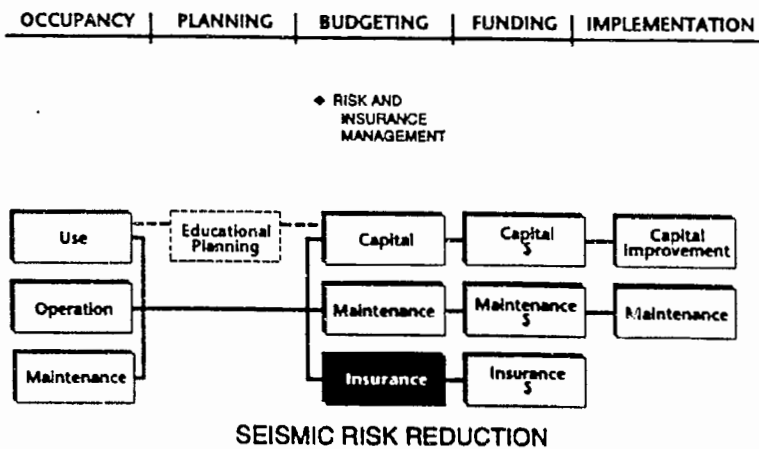 OCCUPANCY PLANNING BUDGETING FUNDING IMPLEMENTATION
◆ RISK AND
INSURANCE
MANAGEMENT
Use
Educational
Planning
Capital
Capital
$
Capital
Improvement
Operation
Maintenance
Maintenance
$
Maintenance
Maintenance
Insurance
Insurance
$
SEISMIC RISK REDUCTION